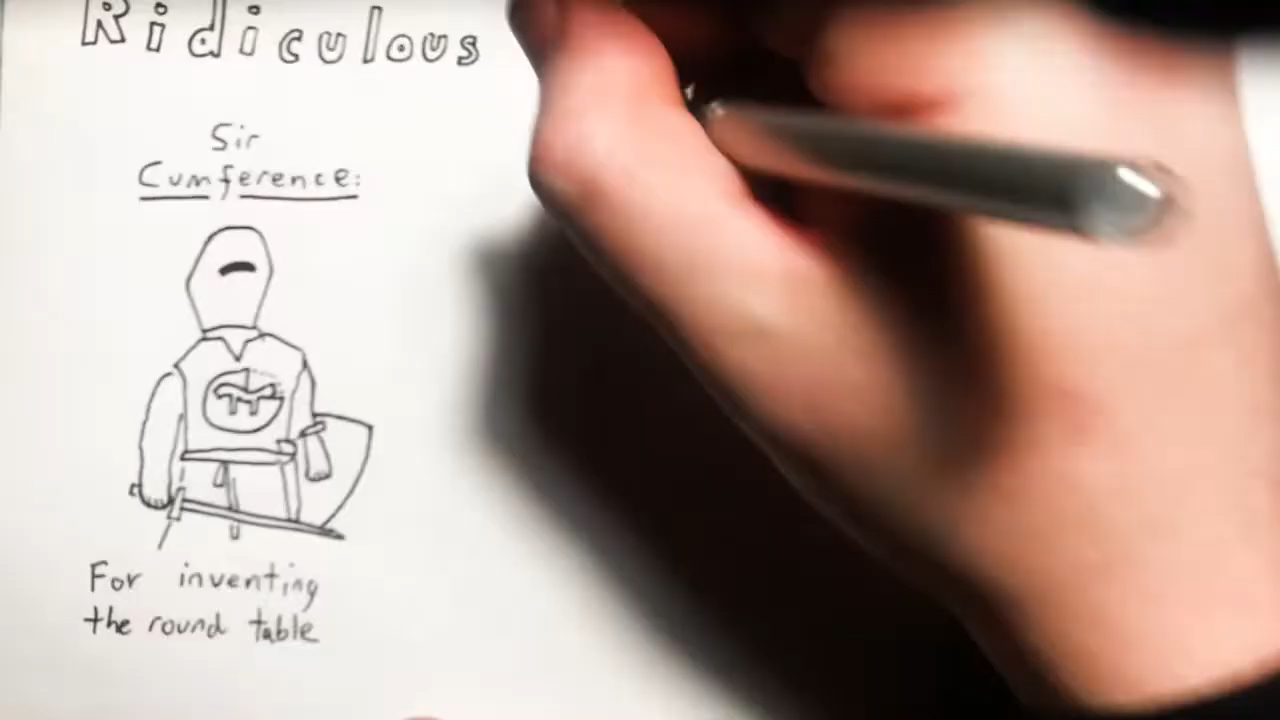 Ridiculous
Sir
Cumference:
For inventing
the round table